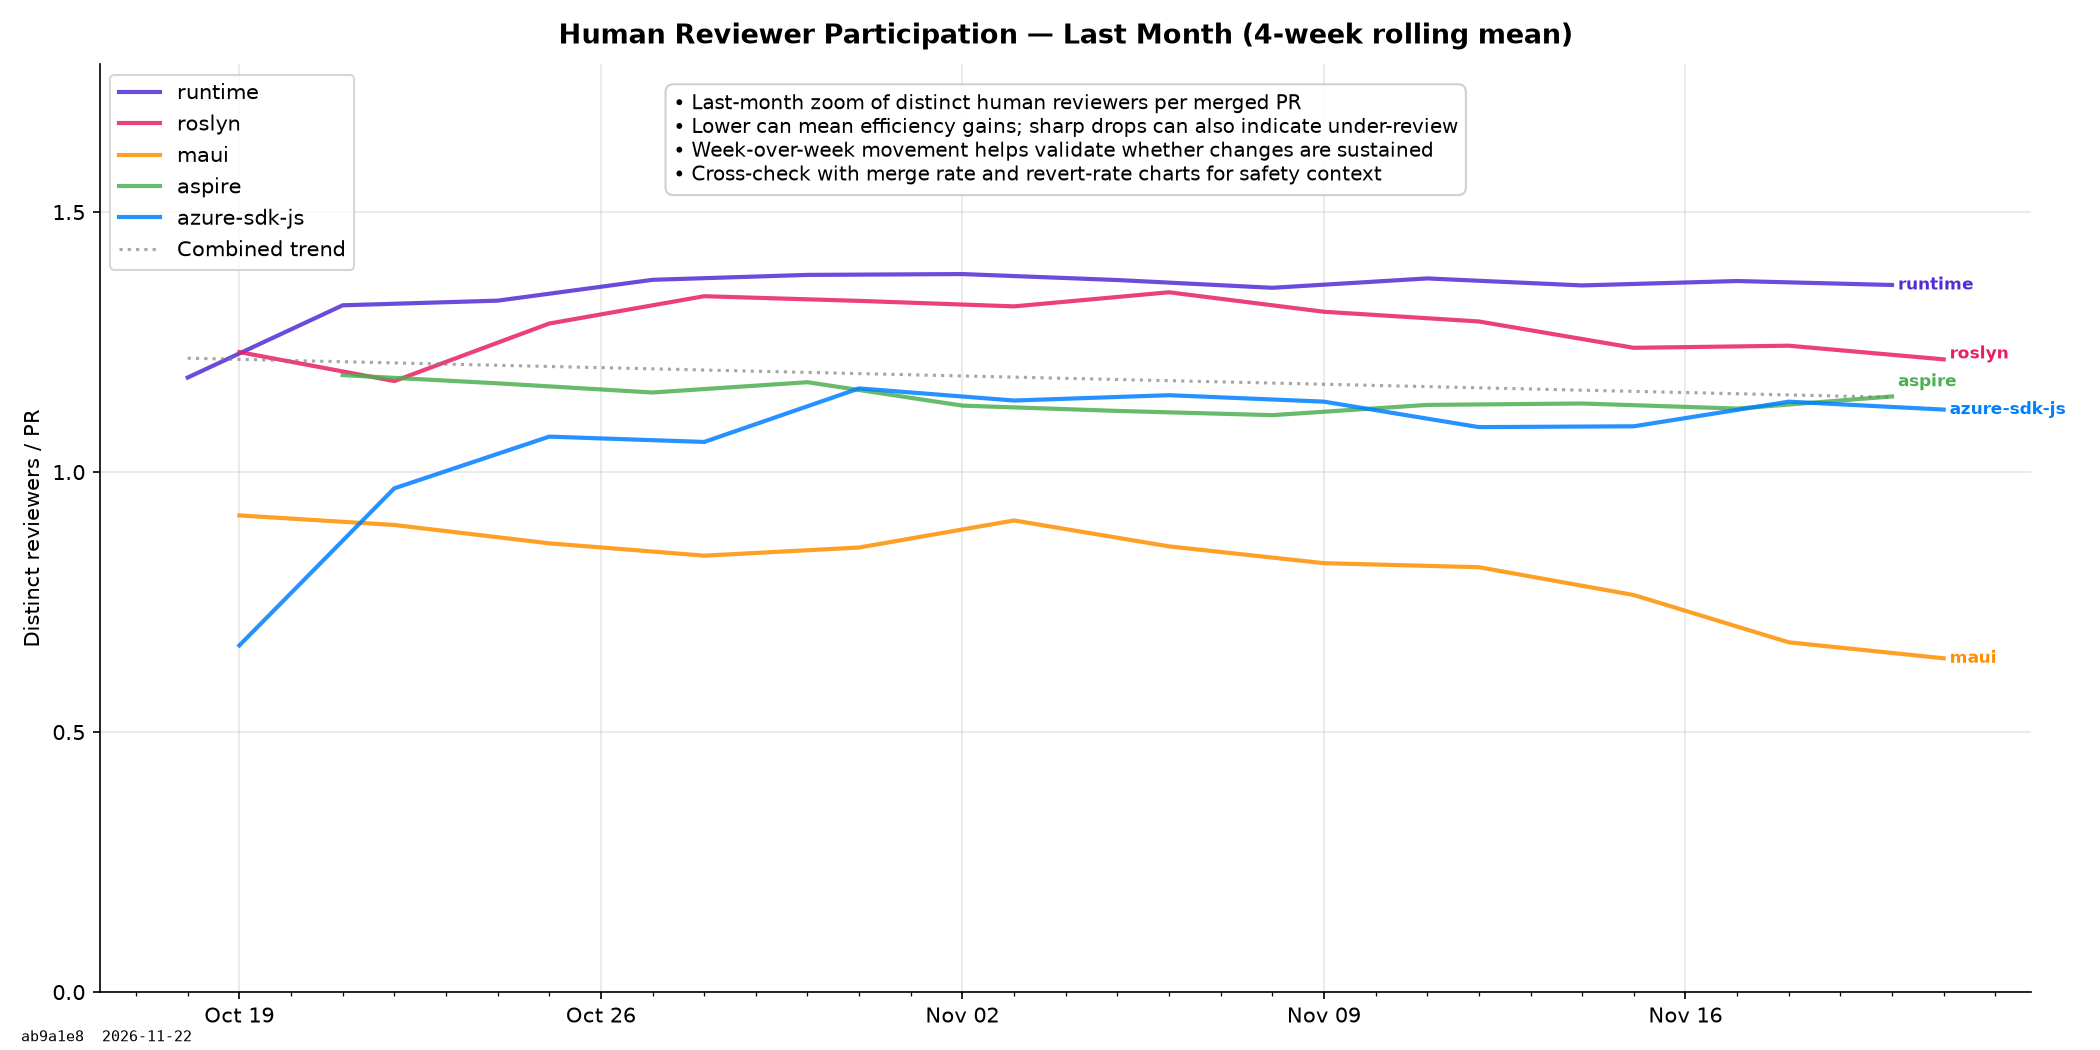 Human Reviewer Participation — Last Month (4-week rolling mean)
runtime
roslyn
maui
aspire
azure-sdk-js
Combined trend
• Last-month zoom of distinct human reviewers per merged PR
• Lower can mean efficiency gains; sharp drops can also indicate under-review
• Week-over-week movement helps validate whether changes are sustained
• Cross-check with merge rate and revert-rate charts for safety context
Distinct reviewers / PR
1.5
1.0
0.5
0.0
runtime
roslyn
aspire
azure-sdk-js
maui
Oct 19
Oct 26
Nov 02
Nov 09
Nov 16
ab9a1e8 2026-11-22